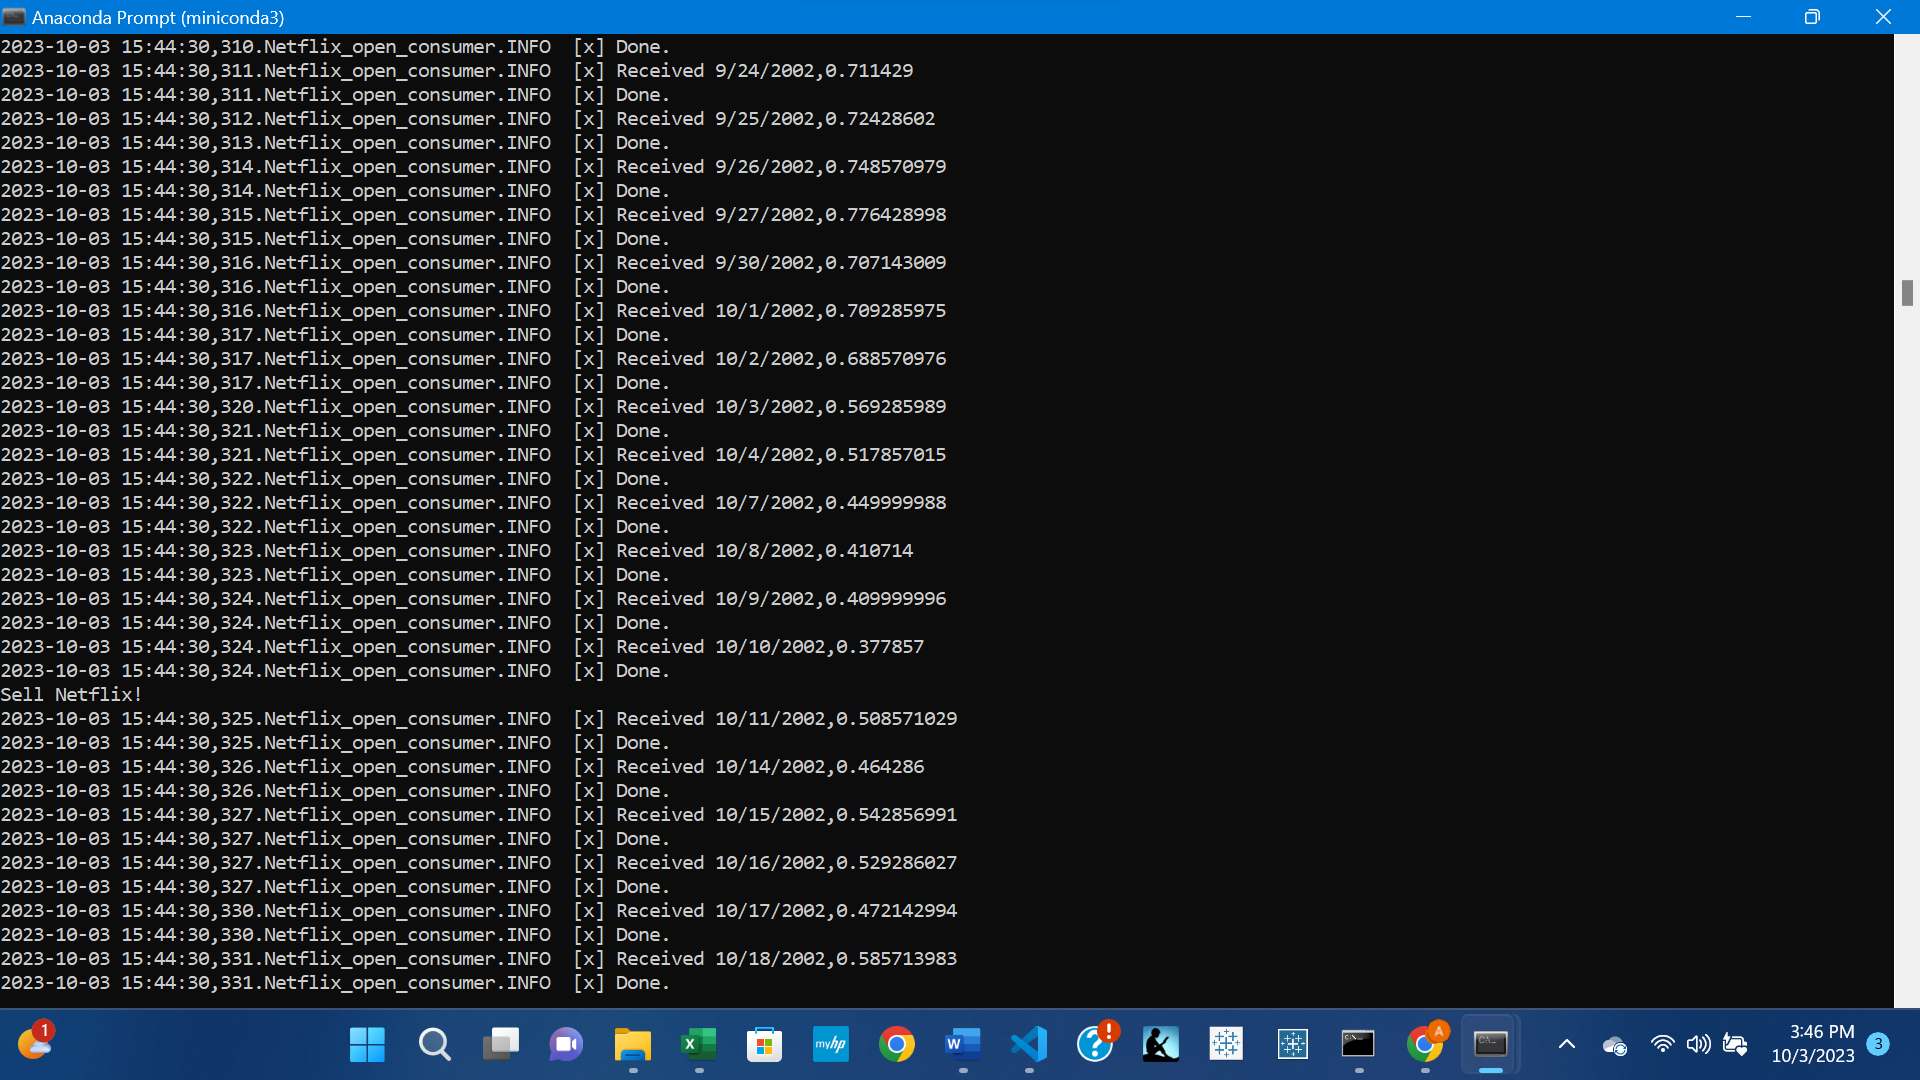 Anaconda Prompt (miniconda3)
2023-10-03 15:44:30,310.Netflix_open_consumer.INFO  [x] Done.
2023-10-03 15:44:30,311.Netflix_open_consumer.INFO  [x] Received 9/24/2002,0.711429
2023-10-03 15:44:30,311.Netflix_open_consumer.INFO  [x] Done.
2023-10-03 15:44:30,312.Netflix_open_consumer.INFO  [x] Received 9/25/2002,0.72428602
2023-10-03 15:44:30,313.Netflix_open_consumer.INFO  [x] Done.
2023-10-03 15:44:30,314.Netflix_open_consumer.INFO  [x] Received 9/26/2002,0.748570979
2023-10-03 15:44:30,314.Netflix_open_consumer.INFO  [x] Done.
2023-10-03 15:44:30,315.Netflix_open_consumer.INFO  [x] Received 9/27/2002,0.776428998
2023-10-03 15:44:30,315.Netflix_open_consumer.INFO  [x] Done.
2023-10-03 15:44:30,316.Netflix_open_consumer.INFO  [x] Received 9/30/2002,0.707143009
2023-10-03 15:44:30,316.Netflix_open_consumer.INFO  [x] Done.
2023-10-03 15:44:30,316.Netflix_open_consumer.INFO  [x] Received 10/1/2002,0.709285975
2023-10-03 15:44:30,317.Netflix_open_consumer.INFO  [x] Done.
2023-10-03 15:44:30,317.Netflix_open_consumer.INFO  [x] Received 10/2/2002,0.688570976
2023-10-03 15:44:30,317.Netflix_open_consumer.INFO  [x] Done.
2023-10-03 15:44:30,320.Netflix_open_consumer.INFO  [x] Received 10/3/2002,0.569285989
2023-10-03 15:44:30,321.Netflix_open_consumer.INFO  [x] Done.
2023-10-03 15:44:30,321.Netflix_open_consumer.INFO  [x] Received 10/4/2002,0.517857015
2023-10-03 15:44:30,322.Netflix_open_consumer.INFO  [x] Done.
2023-10-03 15:44:30,322.Netflix_open_consumer.INFO  [x] Received 10/7/2002,0.449999988
2023-10-03 15:44:30,322.Netflix_open_consumer.INFO  [x] Done.
2023-10-03 15:44:30,323.Netflix_open_consumer.INFO  [x] Received 10/8/2002,0.410714
2023-10-03 15:44:30,323.Netflix_open_consumer.INFO  [x] Done.
2023-10-03 15:44:30,324.Netflix_open_consumer.INFO  [x] Received 10/9/2002,0.409999996
2023-10-03 15:44:30,324.Netflix_open_consumer.INFO  [x] Done.
2023-10-03 15:44:30,324.Netflix_open_consumer.INFO  [x] Received 10/10/2002,0.377857
2023-10-03 15:44:30,324.Netflix_open_consumer.INFO  [x] Done.
Sell Netflix!
2023-10-03 15:44:30,325.Netflix_open_consumer.INFO  [x] Received 10/11/2002,0.508571029
2023-10-03 15:44:30,325.Netflix_open_consumer.INFO  [x] Done.
2023-10-03 15:44:30,326.Netflix_open_consumer.INFO  [x] Received 10/14/2002,0.464286
2023-10-03 15:44:30,326.Netflix_open_consumer.INFO  [x] Done.
2023-10-03 15:44:30,327.Netflix_open_consumer.INFO  [x] Received 10/15/2002,0.542856991
2023-10-03 15:44:30,327.Netflix_open_consumer.INFO  [x] Done.
2023-10-03 15:44:30,327.Netflix_open_consumer.INFO  [x] Received 10/16/2002,0.529286027
2023-10-03 15:44:30,327.Netflix_open_consumer.INFO  [x] Done.
2023-10-03 15:44:30,330.Netflix_open_consumer.INFO  [x] Received 10/17/2002,0.472142994
2023-10-03 15:44:30,330.Netflix_open_consumer.INFO  [x] Done.
2023-10-03 15:44:30,331.Netflix_open_consumer.INFO  [x] Received 10/18/2002,0.585713983
2023-10-03 15:44:30,331.Netflix_open_consumer.INFO  [x] Done.
1
X
myhp
W
?
!
A
3:46 PM
10/3/2023
3